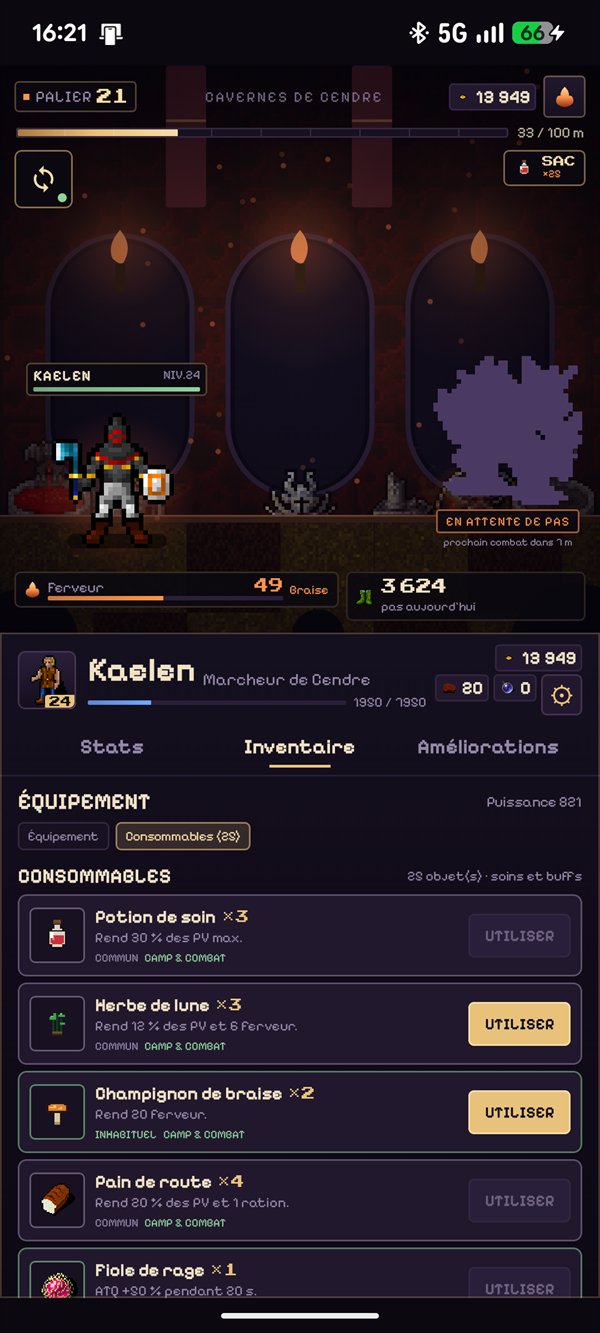 16:21
5G
66
PALIER 21
CAVERNES DE CENDRE
13 949
33 / 100 m
SAC
×25
KAELEN
NIV.24
EN ATTENTE DE PAS
prochain combat dans 7 m
Ferveur
49 Braise
3 624
pas aujourd'hui
13 949
Kaelen
Marcheur de Cendre
24
1980 / 7980
80
0
Stats
Inventaire
Améliorations
ÉQUIPEMENT
Puissance 821
Équipement
Consommables (25)
CONSOMMABLES
25 objet(s) · soins et buffs
Potion de soin ×3
Rend 30 % des PV max.
COMMUN CAMP & COMBAT
UTILISER
Herbe de lune ×3
Rend 12 % des PV et 6 Ferveur.
COMMUN CAMP & COMBAT
UTILISER
Champignon de braise ×2
Rend 20 Ferveur.
INHABITUEL CAMP & COMBAT
UTILISER
Pain de route ×4
Rend 20 % des PV et 1 ration.
COMMUN CAMP & COMBAT
UTILISER
Fiole de rage ×1
ATQ +50 % pendant 20 s.
UTILISER